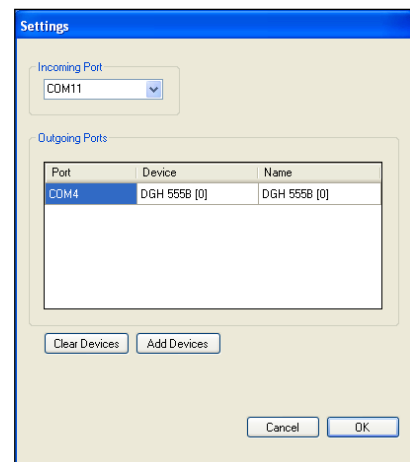 Settings
Incoming Port
COM11
Outgoing Ports
Port Device Name
COM4 DGH 555B [0] DGH 555B [0]
Clear Devices Add Devices
Cancel OK